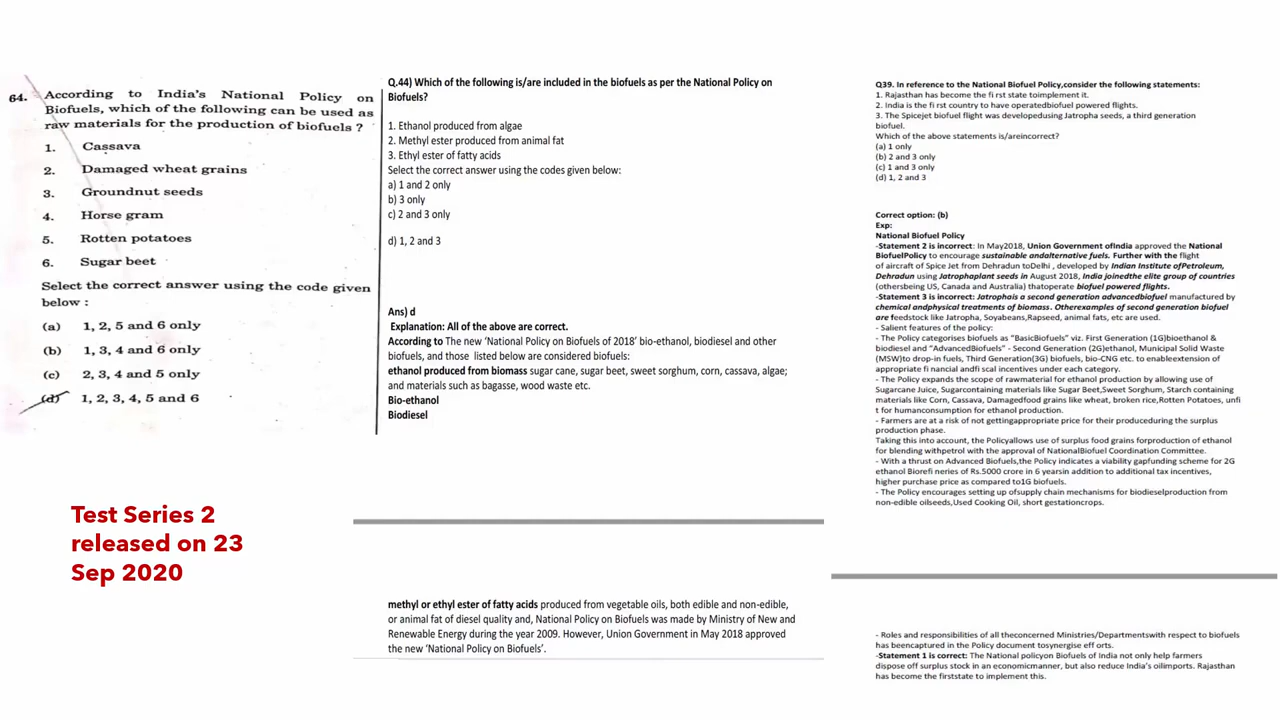 64. According to India's National Policy on
Biofuels, which of the following can be used as
raw materials for the production of biofuels ?
1. Cassava
2. Damaged wheat grains
3. Groundnut seeds
4. Horse gram
5. Rotten potatoes
6. Sugar beet
Select the correct answer using the code given
below :
(a) 1, 2, 5 and 6 only
(b) 1, 3, 4 and 6 only
(c) 2, 3, 4 and 5 only
(d) 1, 2, 3, 4, 5 and 6
Test Series 2
released on 23
Sep 2020
Q.44) Which of the following is/are included in the biofuels as per the National Policy on
Biofuels?
1. Ethanol produced from algae
2. Methyl ester produced from animal fat
3. Ethyl ester of fatty acids
Select the correct answer using the codes given below:
a) 1 and 2 only
b) 3 only
c) 2 and 3 only
d) 1, 2 and 3
Ans) d
Explanation: All of the above are correct.
According to The new ‘National Policy on Biofuels of 2018’ bio-ethanol, biodiesel and other
biofuels, and those listed below are considered biofuels:
ethanol produced from biomass sugar cane, sugar beet, sweet sorghum, corn, cassava, algae;
and materials such as bagasse, wood waste etc.
Bio-ethanol
Biodiesel
methyl or ethyl ester of fatty acids produced from vegetable oils, both edible and non-edible,
or animal fat of diesel quality and, National Policy on Biofuels was made by Ministry of New and
Renewable Energy during the year 2009. However, Union Government in May 2018 approved
the new ‘National Policy on Biofuels’.
Q39. In reference to the National Biofuel Policy,consider the following statements:
1. Rajasthan has become the fi rst state toimplement it.
2. India is the fi rst country to have operatedbiofuel powered flights.
3. The Spicejet biofuel flight was developedusing Jatropha seeds, a third generation
biofuel.
Which of the above statements is/areincorrect?
(a) 1 only
(b) 2 and 3 only
(c) 1 and 3 only
(d) 1, 2 and 3
Correct option: (b)
Exp:
National Biofuel Policy
-Statement 2 is incorrect: In May2018, Union Government ofIndia approved the National
BiofuelPolicy to encourage sustainable andalternative fuels. Further with the flight
of aircraft of Spice Jet from Dehradun toDelhi , developed by Indian Institute ofPetroleum,
Dehradun using Jatrophaplant seeds in August 2018, India joinedthe elite group of countries
(othersbeing US, Canada and Australia) thatoperate biofuel powered flights.
-Statement 3 is incorrect: Jatrophais a second generation advancedbiofuel manufactured by
chemical andphysical treatments of biomass. Otherexamples of second generation biofuel
are feedstock like Jatropha, Soyabeans,Rapseed, animal fats, etc are used.
- Salient features of the policy:
- The Policy categorises biofuels as “BasicBiofuels” viz. First Generation (1G)bioethanol &
biodiesel and “AdvancedBiofuels” - Second Generation (2G)ethanol, Municipal Solid Waste
(MSW)to drop-in fuels, Third Generation(3G) biofuels, bio-CNG etc. to enableextension of
appropriate fi nancial andfi scal incentives under each category.
- The Policy expands the scope of rawmaterial for ethanol production by allowing use of
Sugarcane Juice, Sugarcontaining materials like Sugar Beet,Sweet Sorghum, Starch containing
materials like Corn, Cassava, Damagedfood grains like wheat, broken rice,Rotten Potatoes, unfi
t for humanconsumption for ethanol production.
- Farmers are at a risk of not gettingappropriate price for their produceduring the surplus
production phase.
Taking this into account, the Policyallows use of surplus food grains forproduction of ethanol
for blending withpetrol with the approval of NationalBiofuel Coordination Committee.
- With a thrust on Advanced Biofuels,the Policy indicates a viability gapfunding scheme for 2G
ethanol Biorefi neries of Rs.5000 crore in 6 yearsin addition to additional tax incentives,
higher purchase price as compared to1G biofuels.
- The Policy encourages setting up ofsupply chain mechanisms for biodieselproduction from
non-edible oilseeds,Used Cooking Oil, short gestationcrops.
- Roles and responsibilities of all theconcerned Ministries/Departmentswith respect to biofuels
has beencaptured in the Policy document tosynergise eff orts.
-Statement 1 is correct: The National policyon Biofuels of India not only help farmers
dispose off surplus stock in an economicmanner, but also reduce India’s oilimports. Rajasthan
has become the firststate to implement this.